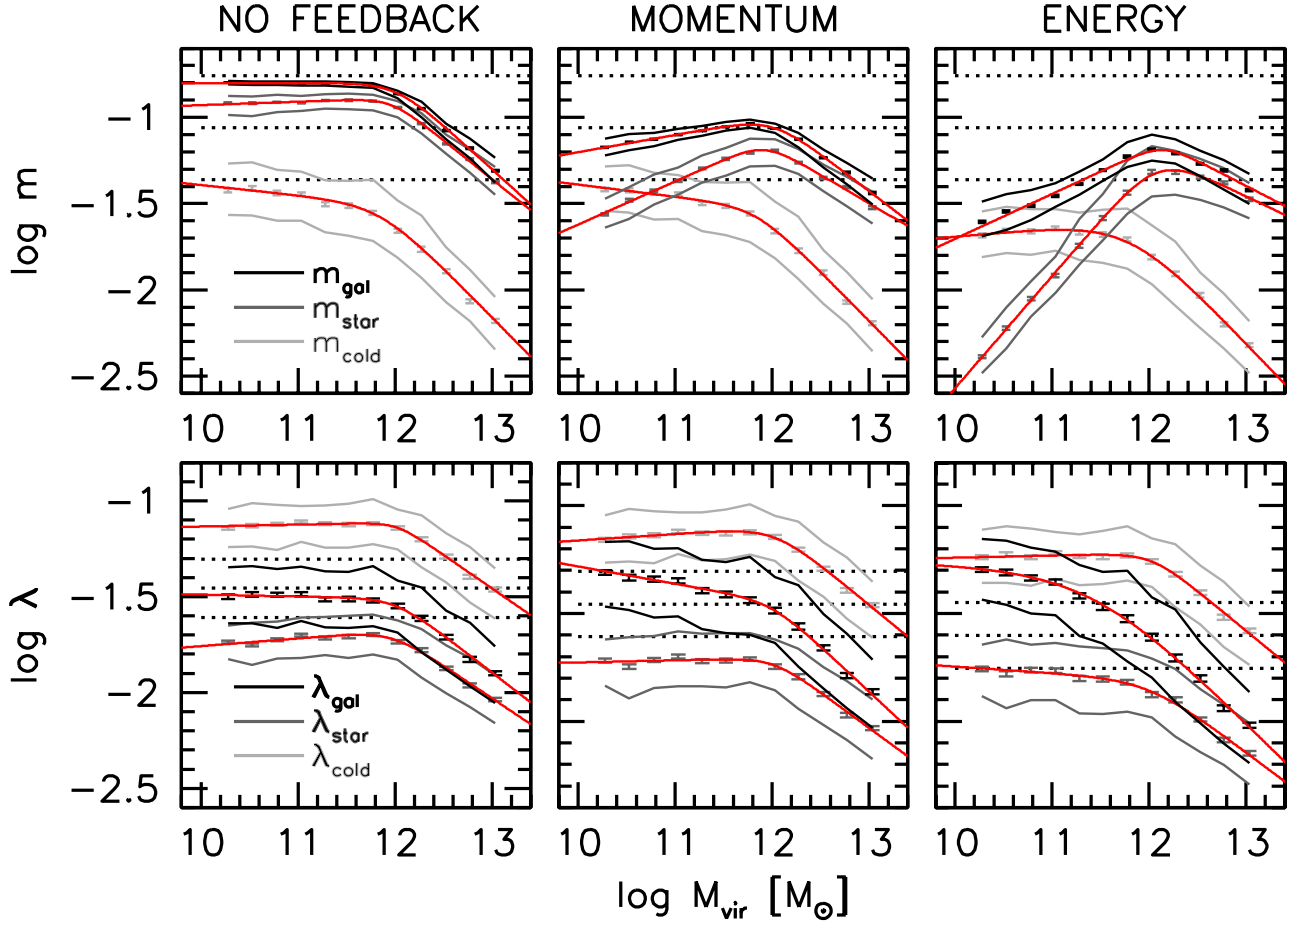 NO FEEDBACK MOMENTUM ENERGY
log m
−1
−1.5
−2
−2.5
m_gal
m_star
m_cold
10 11 12 13 10 11 12 13 10 11 12 13
log λ
−1
−1.5
−2
−2.5
λ_gal
λ_star
λ_cold
10 11 12 13 10 11 12 13 10 11 12 13
log M_vir [M_⊙]